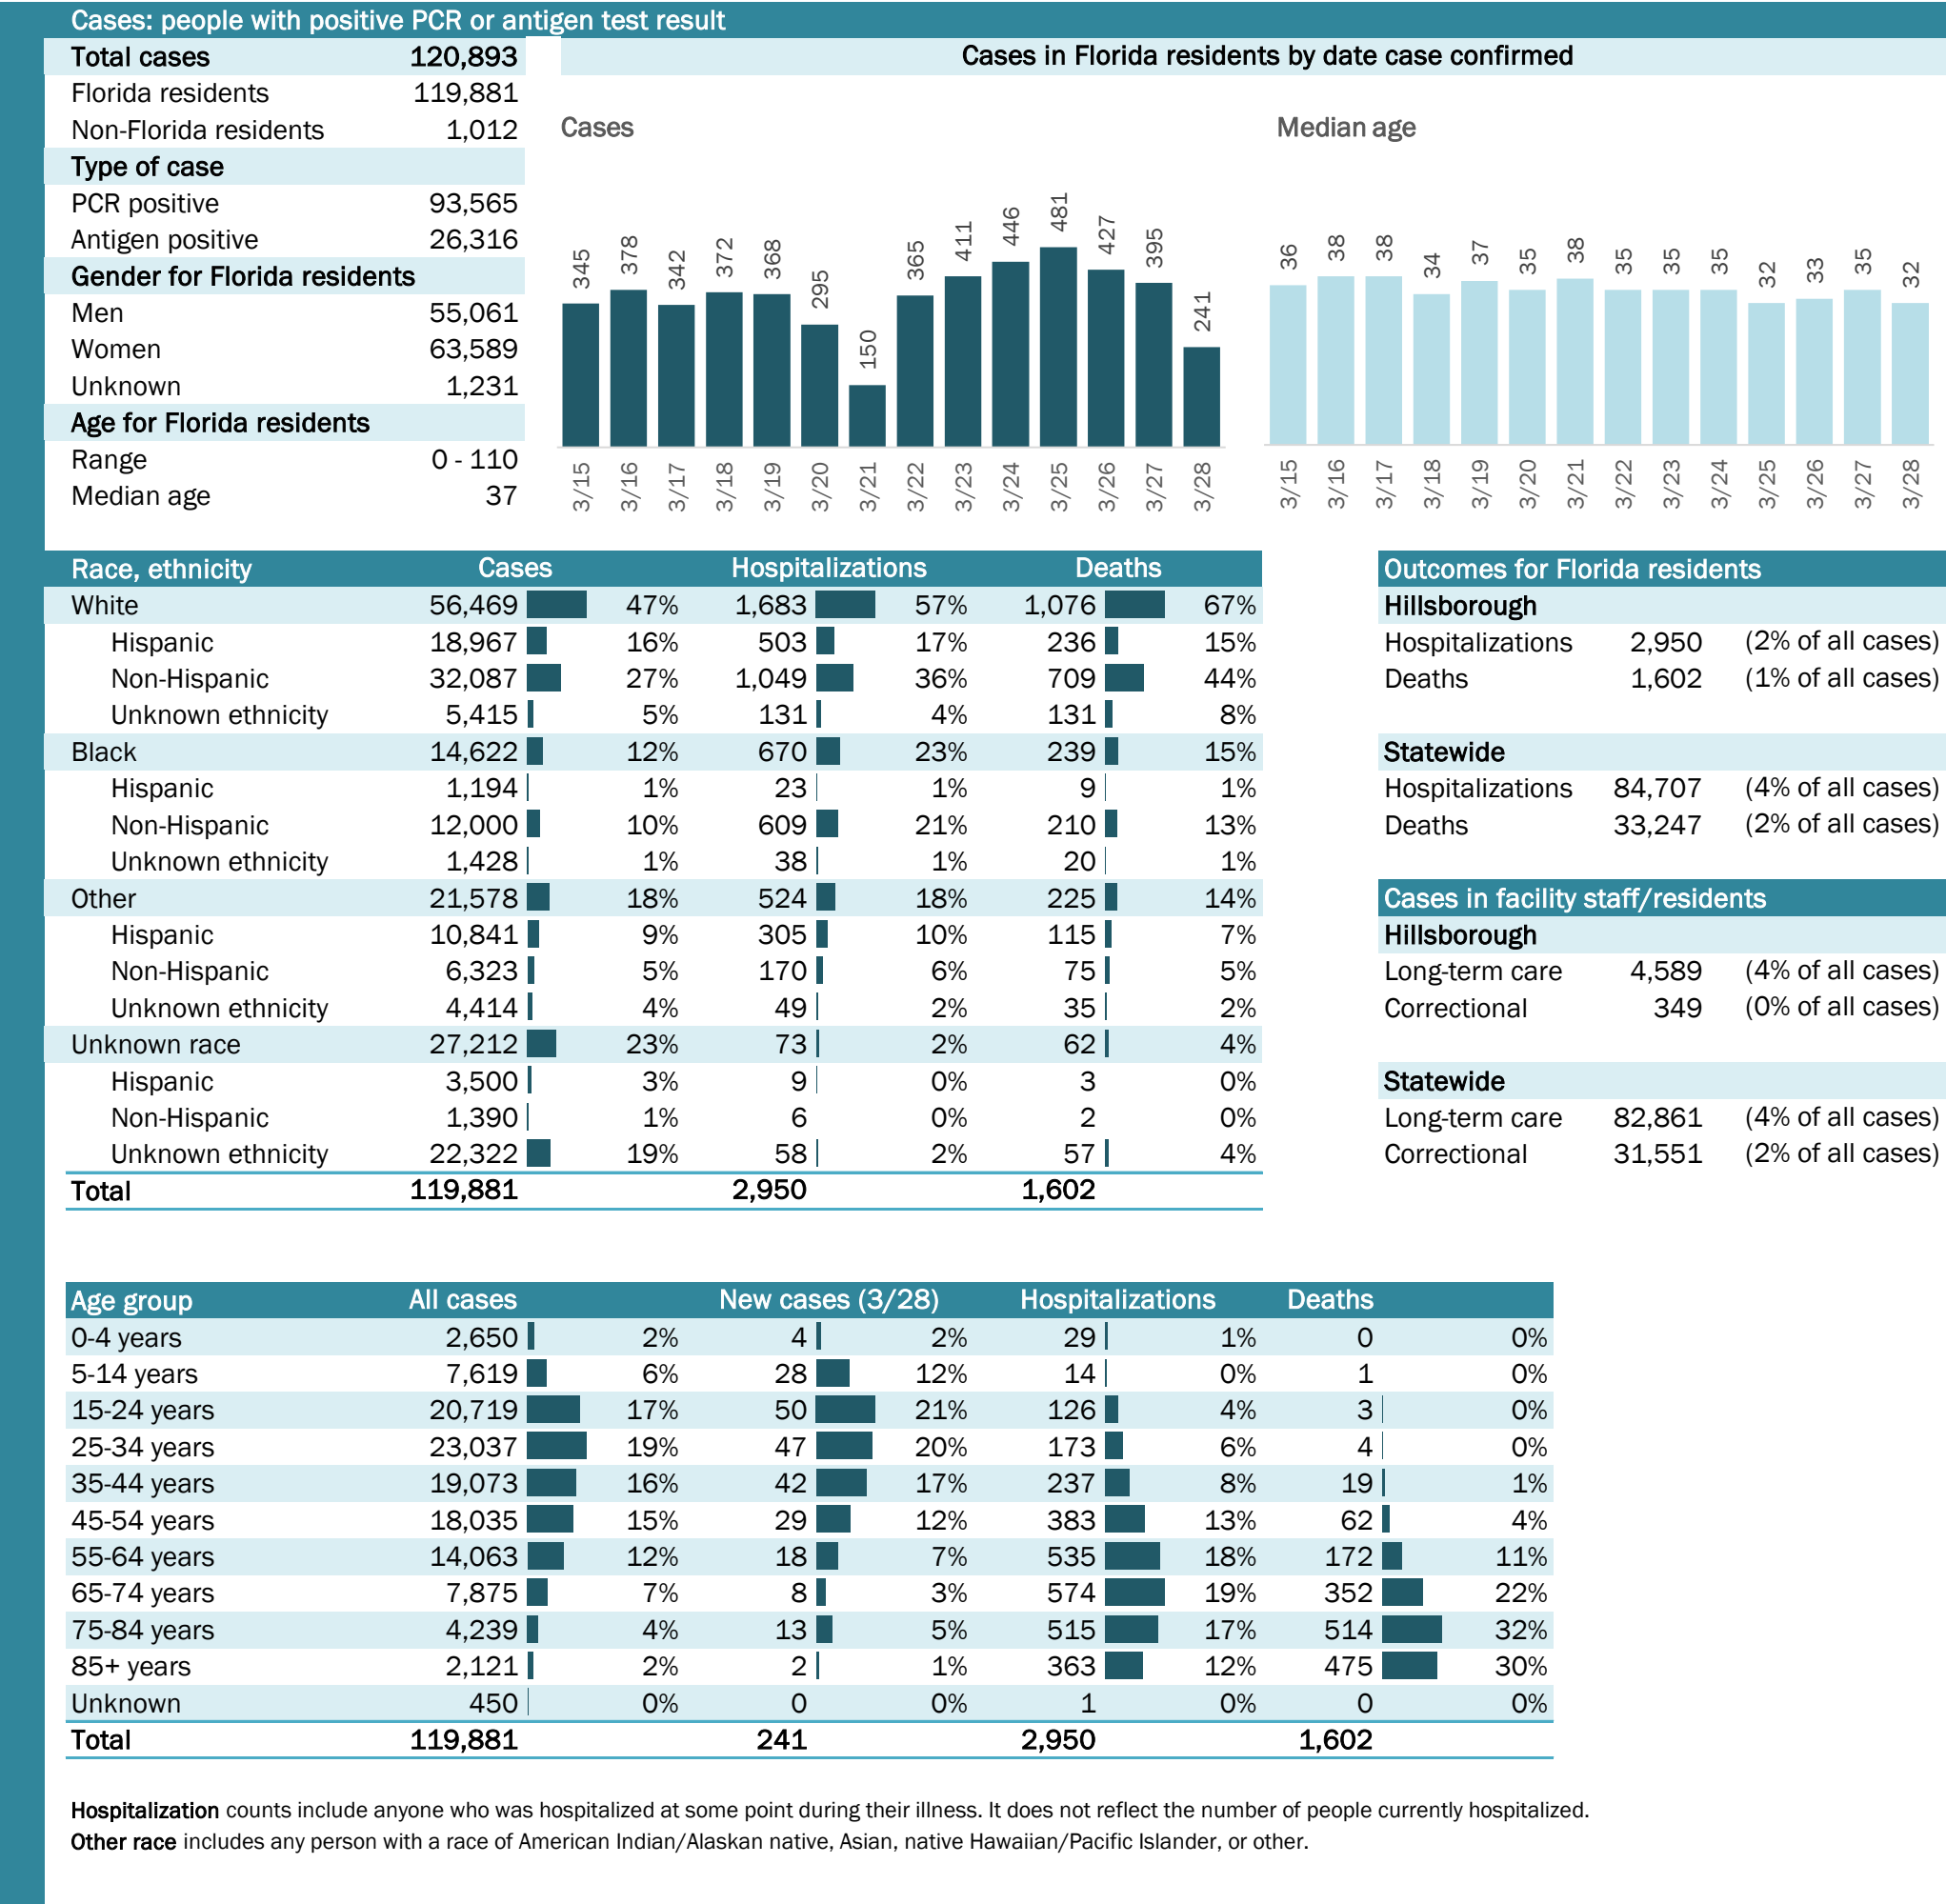 Cases: people with positive PCR or antigen test result
Total cases 120,893
Florida residents 119,881
Non-Florida residents 1,012
Type of case
PCR positive 93,565
Antigen positive 26,316
Gender for Florida residents
Men 55,061
Women 63,589
Unknown 1,231
Age for Florida residents
Range 0 - 110
Median age 37
Cases in Florida residents by date case confirmed
Cases
345 378 342 372 368 295 150 365 411 446 481 427 395 241
3/15 3/16 3/17 3/18 3/19 3/20 3/21 3/22 3/23 3/24 3/25 3/26 3/27 3/28
Median age
36 38 38 34 37 35 38 35 35 35 32 33 35 32
3/15 3/16 3/17 3/18 3/19 3/20 3/21 3/22 3/23 3/24 3/25 3/26 3/27 3/28
Race, ethnicity Cases Hospitalizations Deaths
White 56,469 47% 1,683 57% 1,076 67%
Hispanic 18,967 16% 503 17% 236 15%
Non-Hispanic 32,087 27% 1,049 36% 709 44%
Unknown ethnicity 5,415 5% 131 4% 131 8%
Black 14,622 12% 670 23% 239 15%
Hispanic 1,194 1% 23 1% 9 1%
Non-Hispanic 12,000 10% 609 21% 210 13%
Unknown ethnicity 1,428 1% 38 1% 20 1%
Other 21,578 18% 524 18% 225 14%
Hispanic 10,841 9% 305 10% 115 7%
Non-Hispanic 6,323 5% 170 6% 75 5%
Unknown ethnicity 4,414 4% 49 2% 35 2%
Unknown race 27,212 23% 73 2% 62 4%
Hispanic 3,500 3% 9 0% 3 0%
Non-Hispanic 1,390 1% 6 0% 2 0%
Unknown ethnicity 22,322 19% 58 2% 57 4%
Total 119,881 2,950 1,602
Outcomes for Florida residents
Hillsborough
Hospitalizations 2,950 (2% of all cases)
Deaths 1,602 (1% of all cases)
Statewide
Hospitalizations 84,707 (4% of all cases)
Deaths 33,247 (2% of all cases)
Cases in facility staff/residents
Hillsborough
Long-term care 4,589 (4% of all cases)
Correctional 349 (0% of all cases)
Statewide
Long-term care 82,861 (4% of all cases)
Correctional 31,551 (2% of all cases)
Age group All cases New cases (3/28) Hospitalizations Deaths
0-4 years 2,650 2% 4 2% 29 1% 0 0%
5-14 years 7,619 6% 28 12% 14 0% 1 0%
15-24 years 20,719 17% 50 21% 126 4% 3 0%
25-34 years 23,037 19% 47 20% 173 6% 4 0%
35-44 years 19,073 16% 42 17% 237 8% 19 1%
45-54 years 18,035 15% 29 12% 383 13% 62 4%
55-64 years 14,063 12% 18 7% 535 18% 172 11%
65-74 years 7,875 7% 8 3% 574 19% 352 22%
75-84 years 4,239 4% 13 5% 515 17% 514 32%
85+ years 2,121 2% 2 1% 363 12% 475 30%
Unknown 450 0% 0 0% 1 0% 0 0%
Total 119,881 241 2,950 1,602
Hospitalization counts include anyone who was hospitalized at some point during their illness. It does not reflect the number of people currently hospitalized.
Other race includes any person with a race of American Indian/Alaskan native, Asian, native Hawaiian/Pacific Islander, or other.